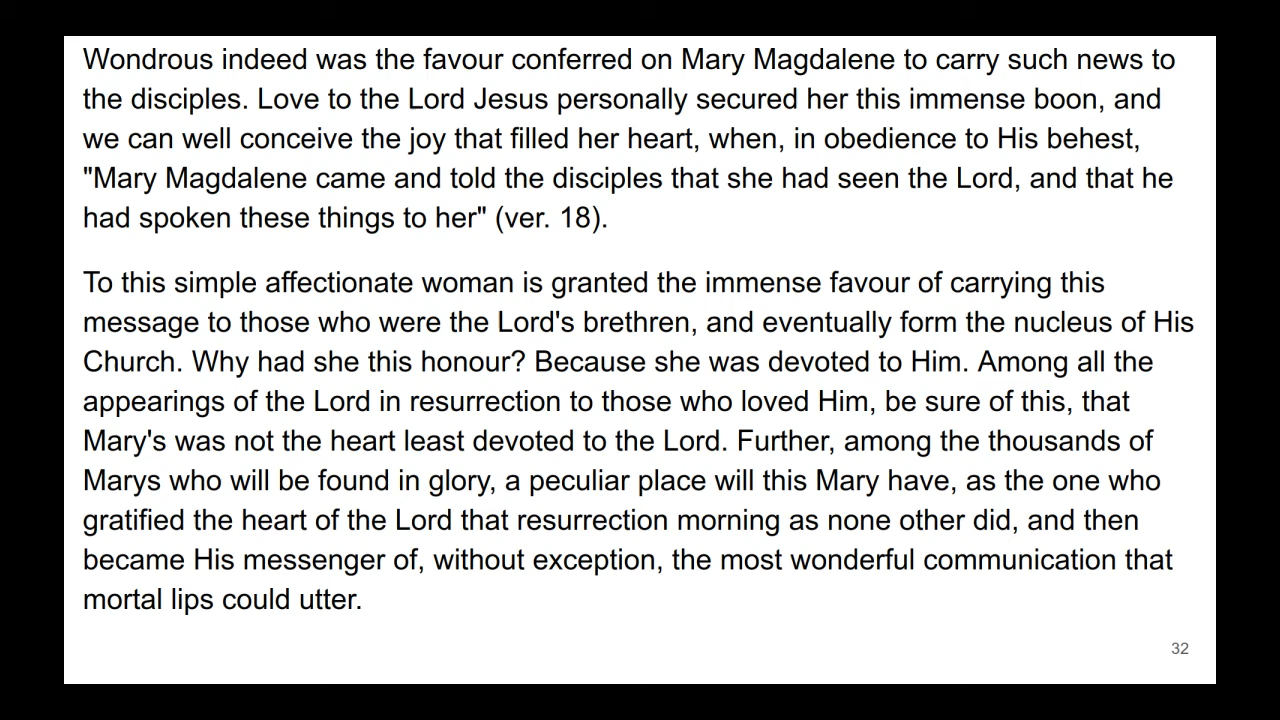 Wondrous indeed was the favour conferred on Mary Magdalene to carry such news to
the disciples. Love to the Lord Jesus personally secured her this immense boon, and
we can well conceive the joy that filled her heart, when, in obedience to His behest,
"Mary Magdalene came and told the disciples that she had seen the Lord, and that he
had spoken these things to her" (ver. 18).
To this simple affectionate woman is granted the immense favour of carrying this
message to those who were the Lord's brethren, and eventually form the nucleus of His
Church. Why had she this honour? Because she was devoted to Him. Among all the
appearings of the Lord in resurrection to those who loved Him, be sure of this, that
Mary's was not the heart least devoted to the Lord. Further, among the thousands of
Marys who will be found in glory, a peculiar place will this Mary have, as the one who
gratified the heart of the Lord that resurrection morning as none other did, and then
became His messenger of, without exception, the most wonderful communication that
mortal lips could utter.
32